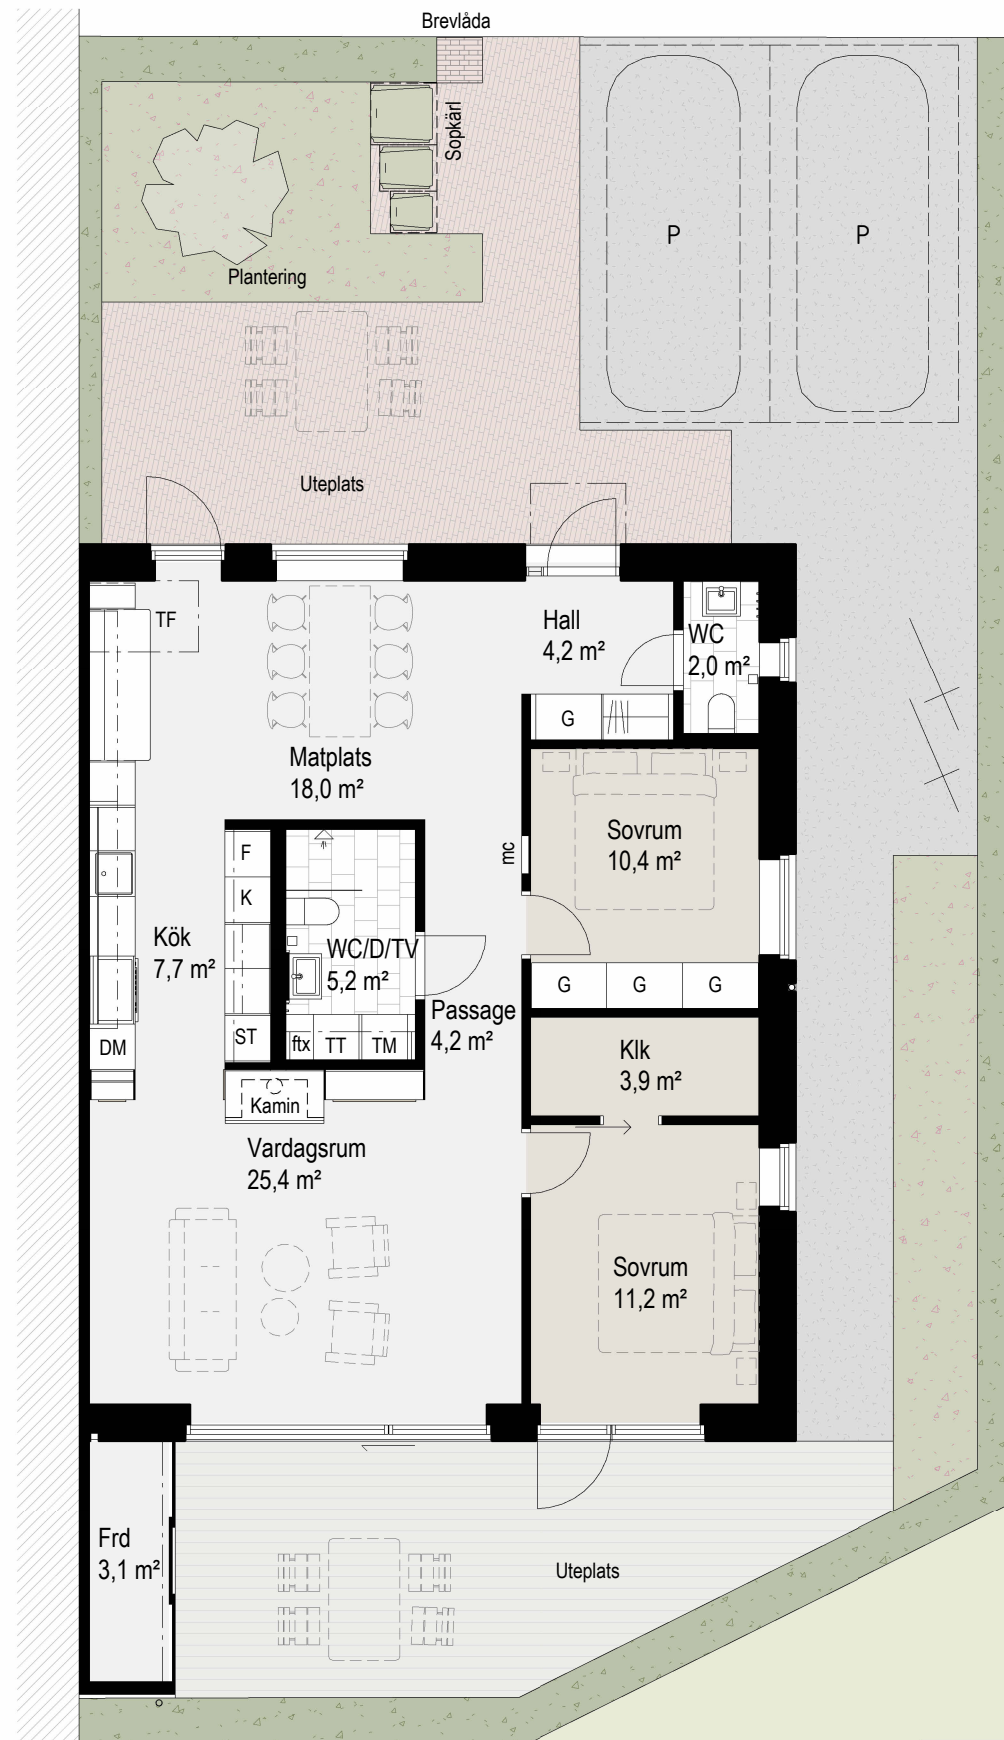 Brevlåda
Sopkärl
P
P
Plantering
Uteplats
TF
Hall
4,2 m²
WC
2,0 m²
G
Matplats
18,0 m²
Sovrum
10,4 m²
mc
F
K
Kök
7,7 m²
WC/D/TV
5,2 m²
G
G
G
Passage
4,2 m²
ST
ftx
TT
TM
DM
Klk
3,9 m²
Kamin
Vardagsrum
25,4 m²
Sovrum
11,2 m²
Frd
3,1 m²
Uteplats